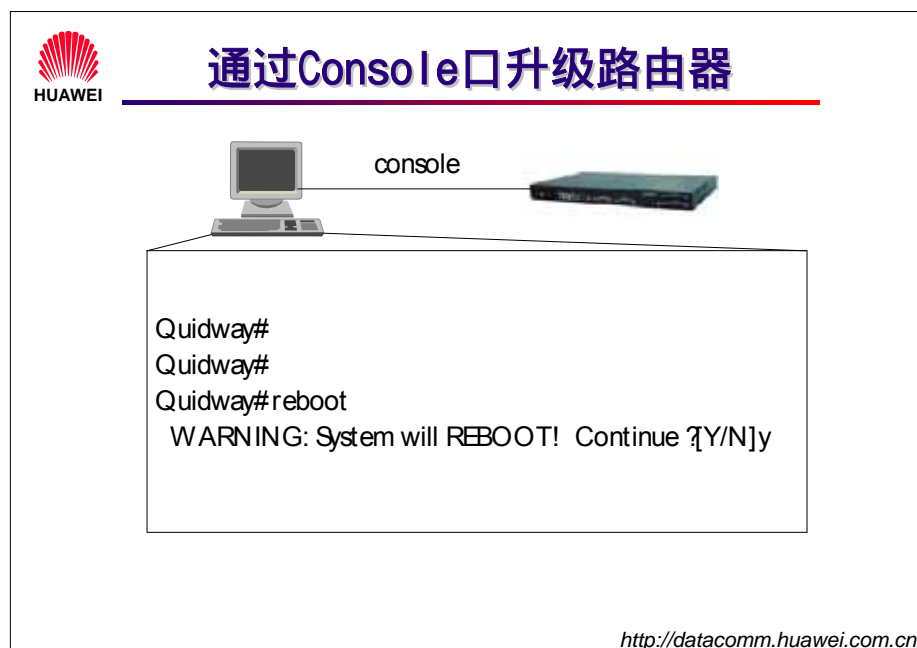 HUAWEI
通过Console口升级路由器
console
Quidway#
Quidway#
Quidway# reboot
WARNING: System will REBOOT! Continue ?[Y/N]y
http://datacomm.huawei.com.cn